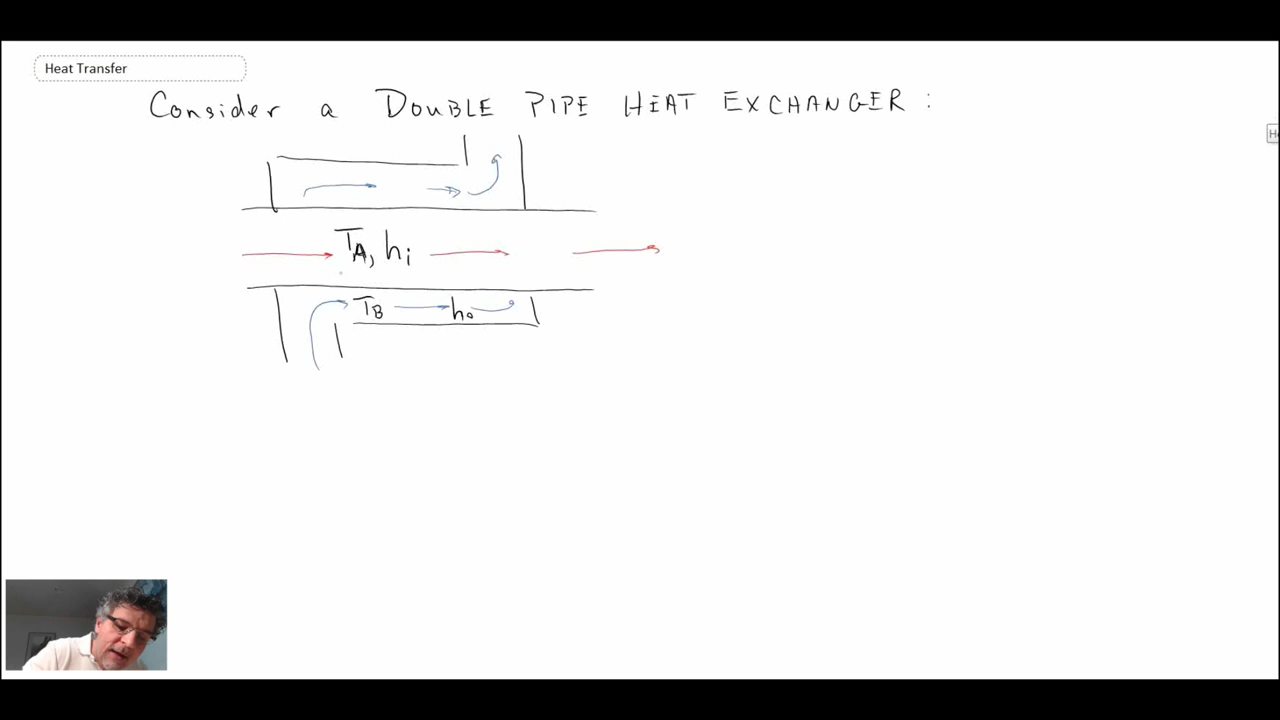 Heat Transfer
Consider a DOUBLE PIPE HEAT EXCHANGER :
TA, hi
TB ho